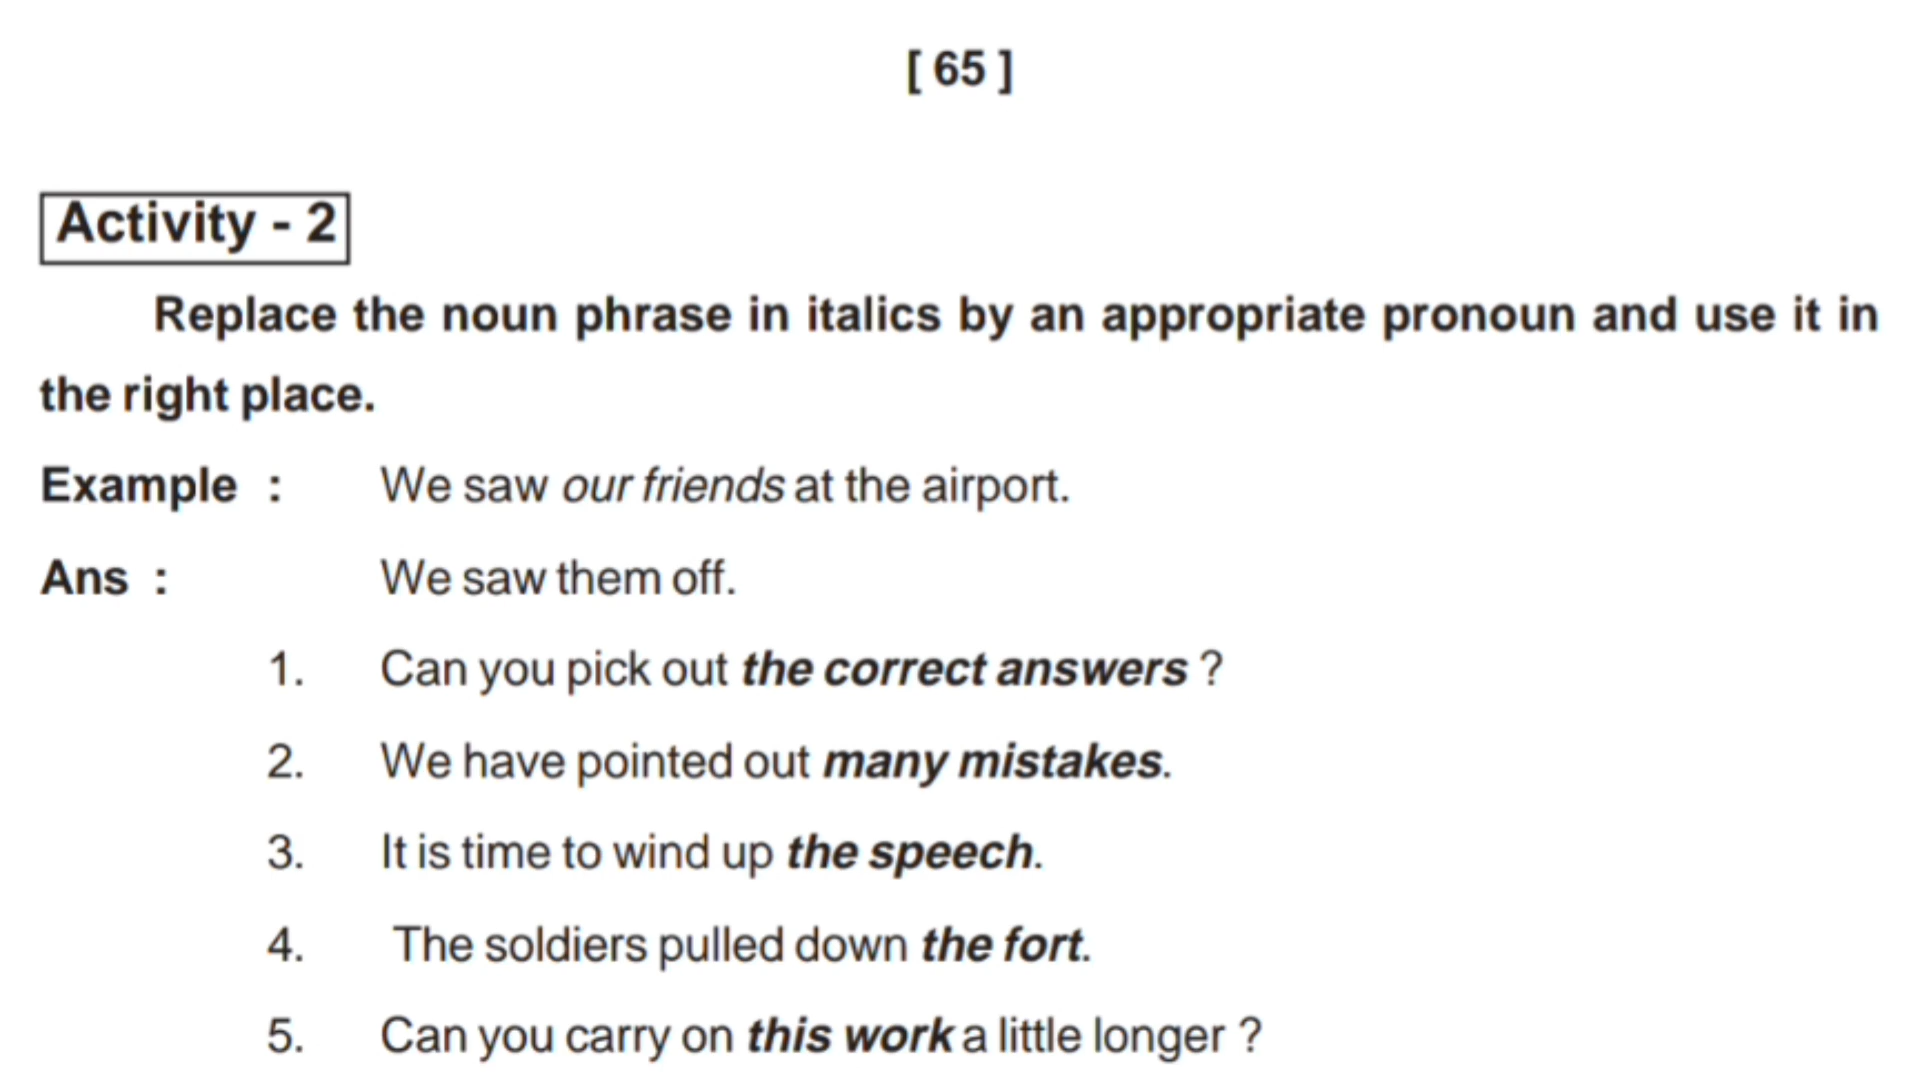 [ 65 ]
Activity - 2
Replace the noun phrase in italics by an appropriate pronoun and use it in
the right place.
Example : We saw our friends at the airport.
Ans : We saw them off.
1. Can you pick out the correct answers ?
2. We have pointed out many mistakes.
3. It is time to wind up the speech.
4. The soldiers pulled down the fort.
5. Can you carry on this work a little longer ?